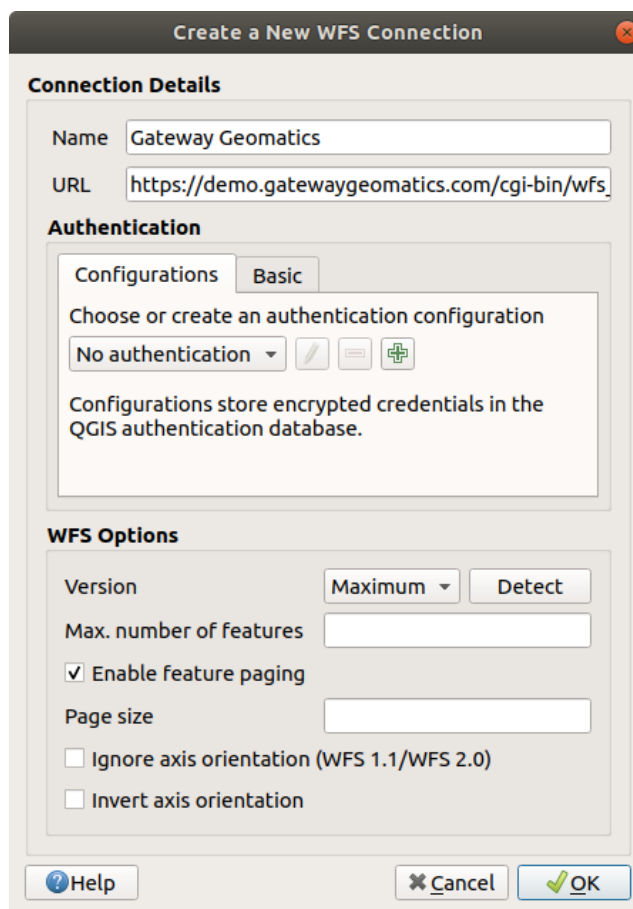 Create a New WFS Connection
Connection Details
Name Gateway Geomatics
URL https://demo.gatewaygeomatics.com/cgi-bin/wfs_
Authentication
Configurations Basic
Choose or create an authentication configuration
No authentication
Configurations store encrypted credentials in the
QGIS authentication database.
WFS Options
Version Maximum Detect
Max. number of features
Enable feature paging
Page size
Ignore axis orientation (WFS 1.1/WFS 2.0)
Invert axis orientation
Help Cancel OK